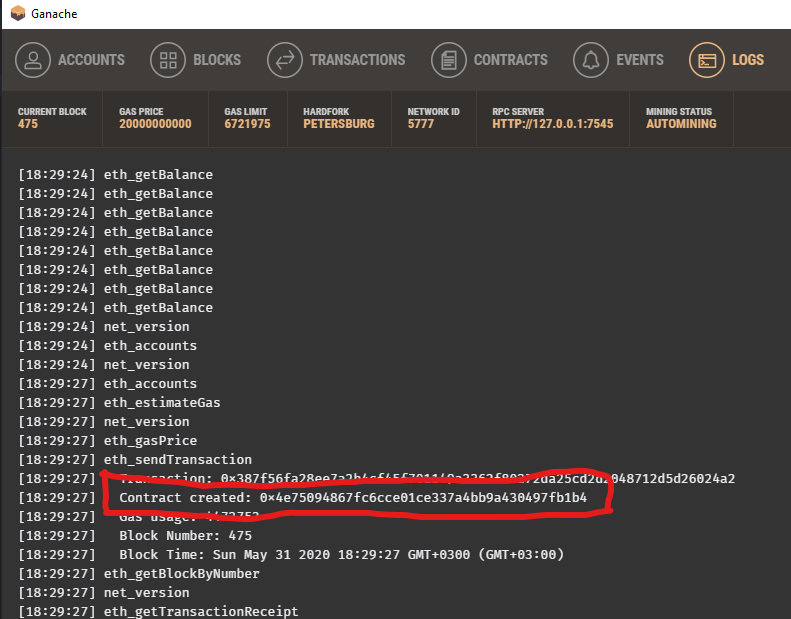 Ganache
ACCOUNTS BLOCKS TRANSACTIONS CONTRACTS EVENTS LOGS
CURRENT BLOCK GAS PRICE GAS LIMIT HARDFORK NETWORK ID RPC SERVER MINING STATUS
475 20000000000 6721975 PETERSBURG 5777 HTTP://127.0.0.1:7545 AUTOMINING
[18:29:24] eth_getBalance
[18:29:24] eth_getBalance
[18:29:24] eth_getBalance
[18:29:24] eth_getBalance
[18:29:24] eth_getBalance
[18:29:24] eth_getBalance
[18:29:24] eth_getBalance
[18:29:24] eth_getBalance
[18:29:24] net_version
[18:29:24] eth_accounts
[18:29:24] net_version
[18:29:27] eth_accounts
[18:29:27] eth_estimateGas
[18:29:27] net_version
[18:29:27] eth_gasPrice
[18:29:27] eth_sendTransaction
[18:29:27] Transaction:
[18:29:27] Contract created: 0×4e75094867fc6cce01ce337a4bb9a430497fb1b4
[18:29:27] Gas usage:
[18:29:27] Block Number: 475
[18:29:27] Block Time: Sun May 31 2020 18:29:27 GMT+0300 (GMT+03:00)
[18:29:27] eth_getBlockByNumber
[18:29:27] net_version
[18:29:27] eth_getTransactionReceipt